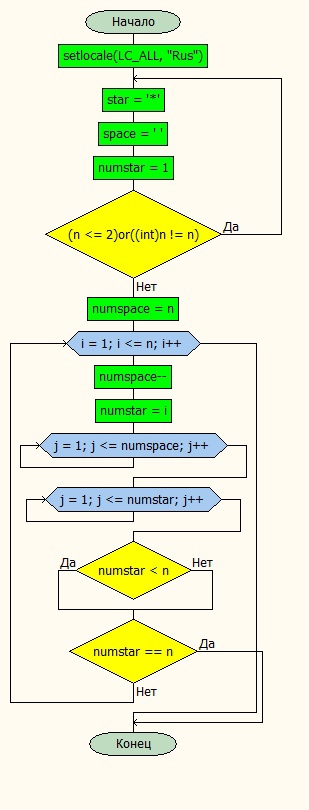 Начало
setlocale(LC_ALL, "Rus")
star = '*'
space = ' '
numstar = 1
(n <= 2)or((int)n != n)
Да
Нет
numspace = n
i = 1; i <= n; i++
numspace--
numstar = i
j = 1; j <= numspace; j++
j = 1; j <= numstar; j++
Да
Нет
numstar < n
Да
numstar == n
Нет
Конец